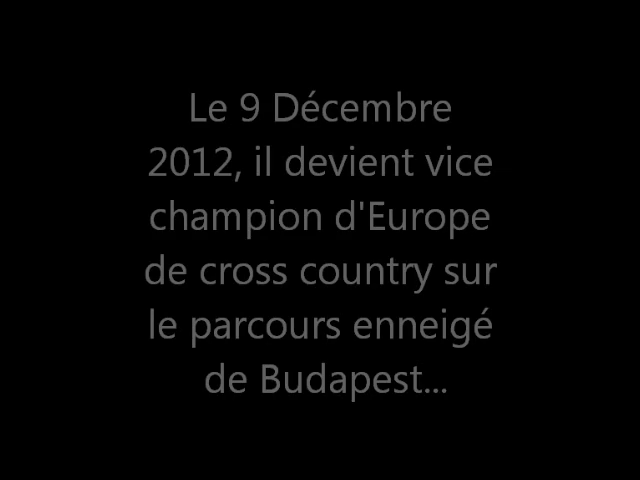 Le 9 Décembre
2012, il devient vice
champion d'Europe
de cross country sur
le parcours enneigé
de Budapest...